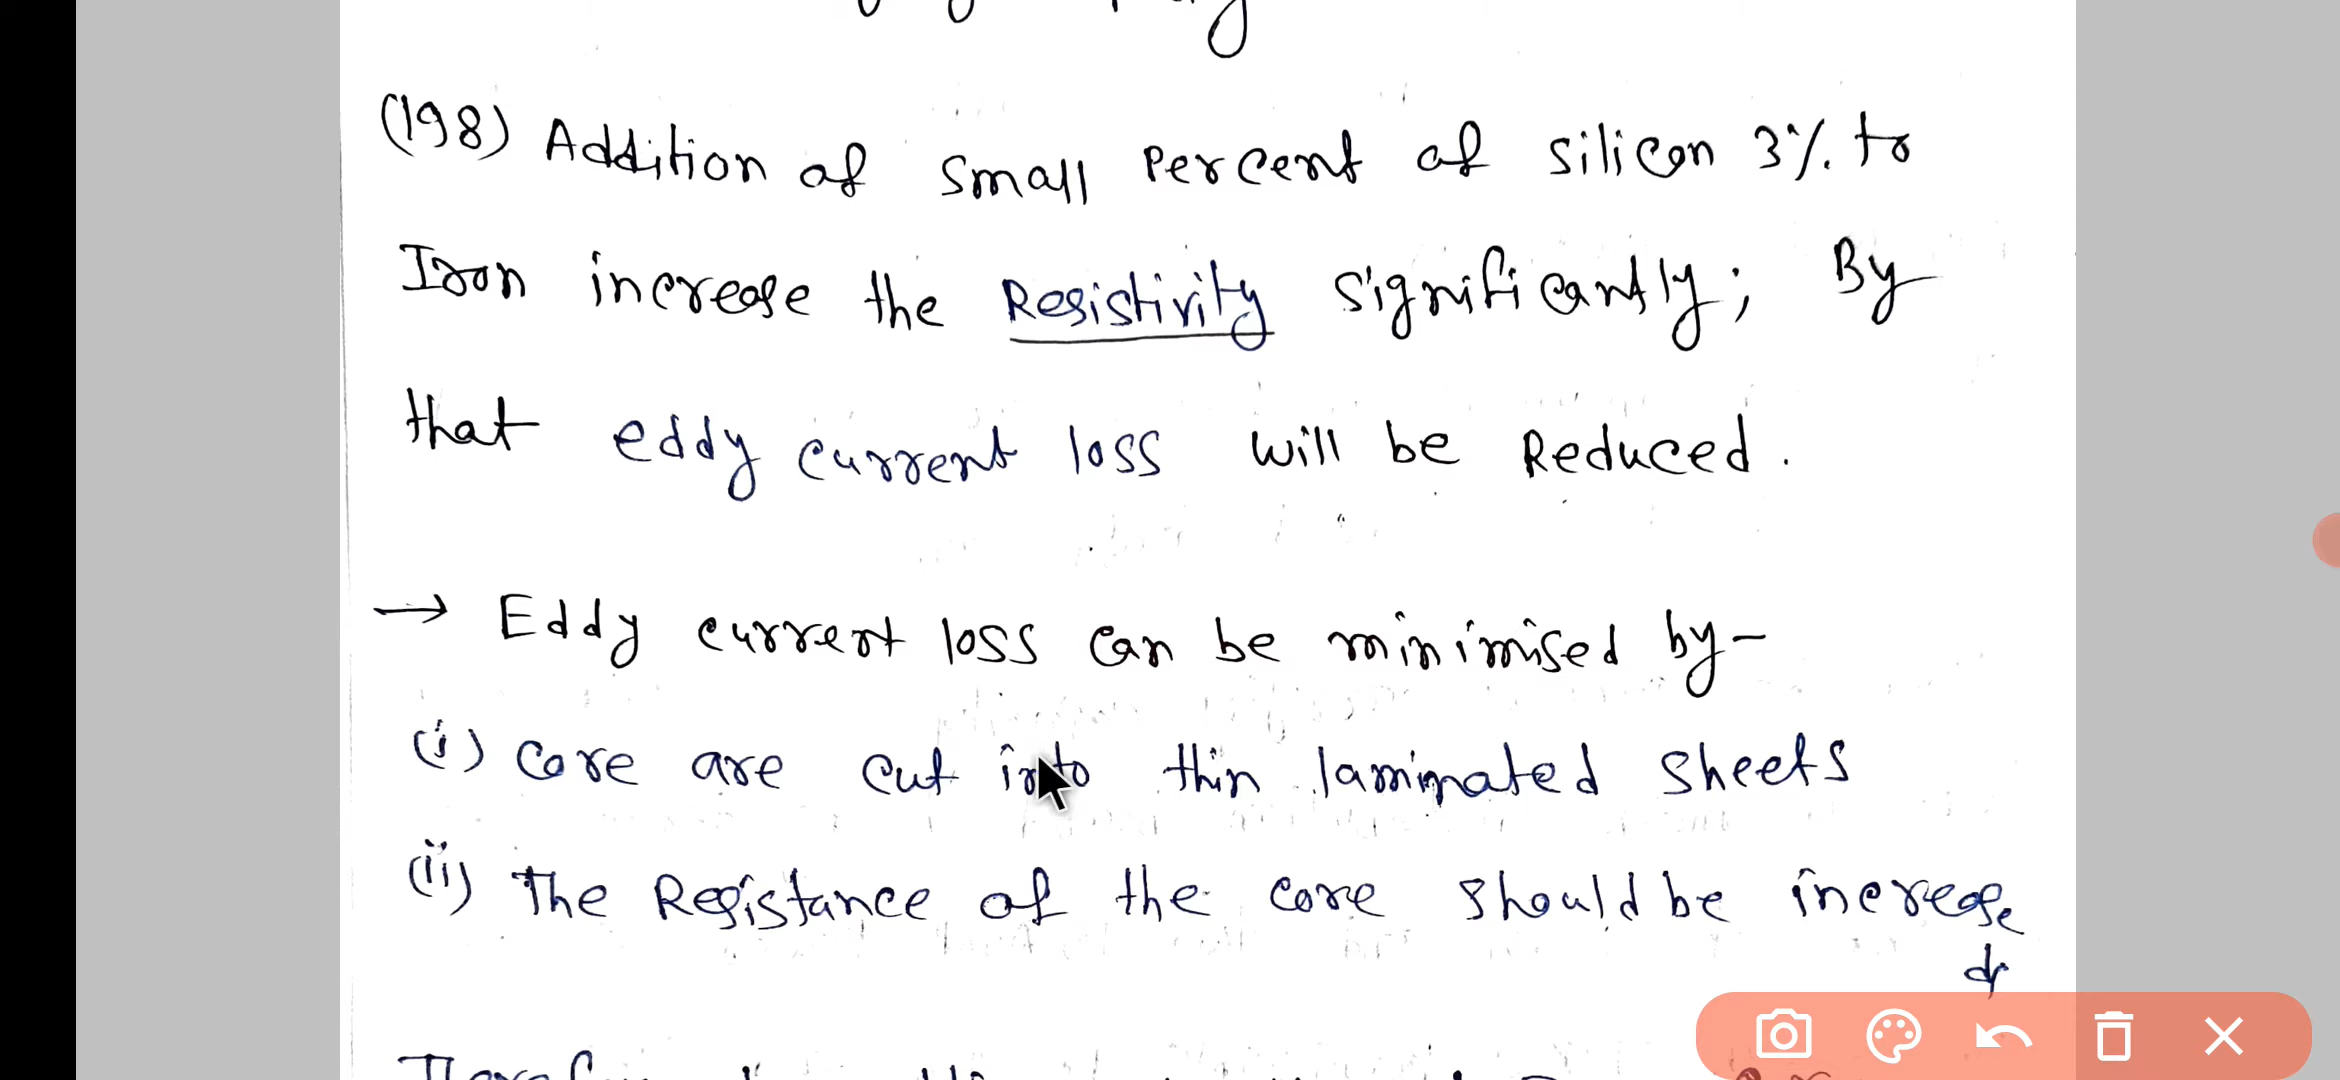 (198) Addition of small percent of silicon 3% to
Iron increase the Resistivity significantly; By
that eddy current loss will be Reduced.
→ Eddy current loss can be minimised by-
(i) Core are cut into thin laminated sheets
(ii) The Resistance of the core should be increase